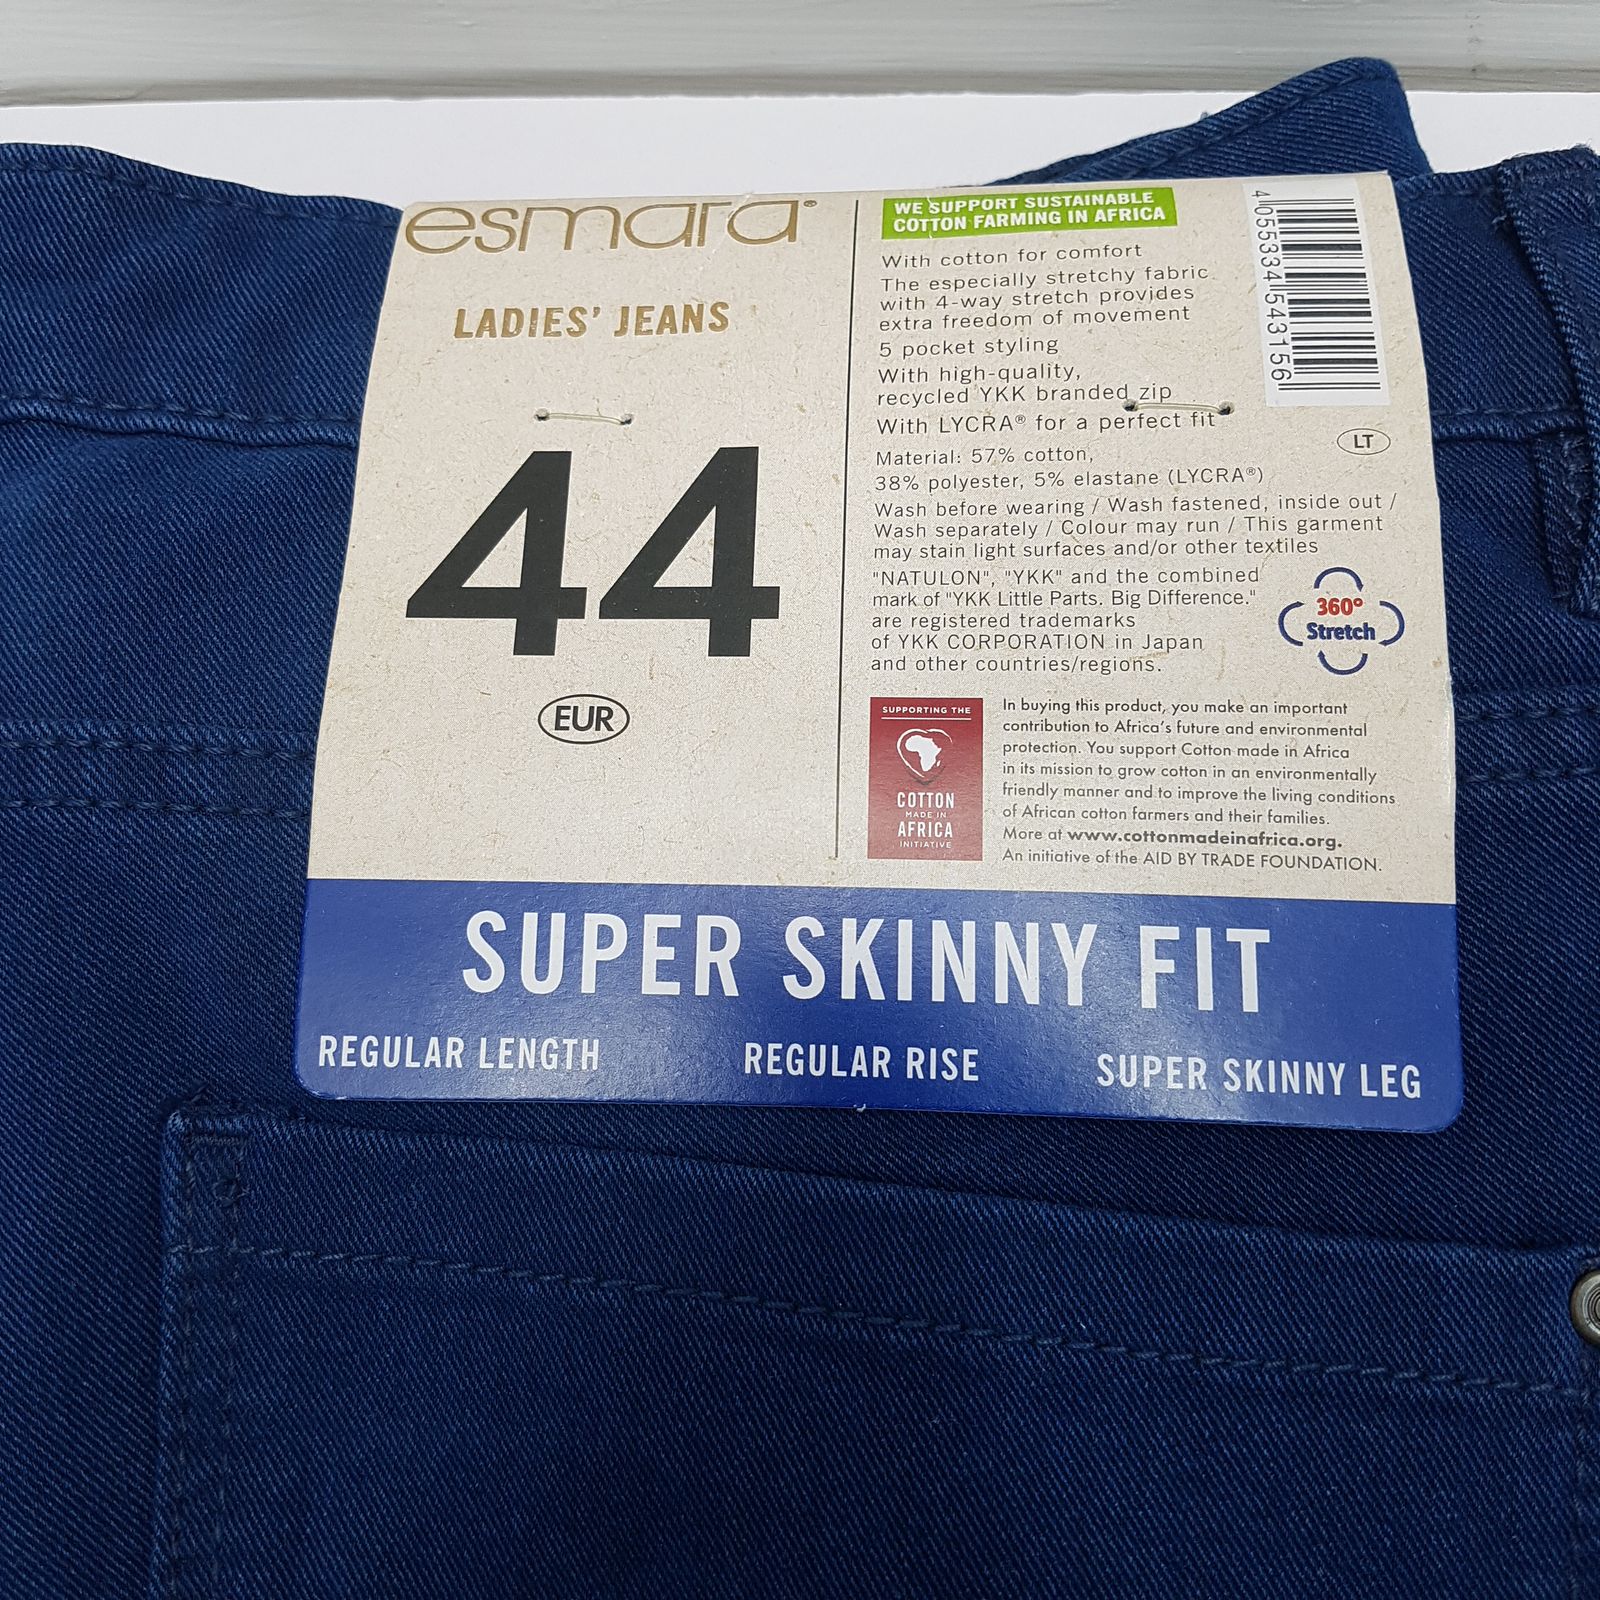 esmara®
LADIES' JEANS
44
EUR
WE SUPPORT SUSTAINABLE
COTTON FARMING IN AFRICA
With cotton for comfort
The especially stretchy fabric
with 4-way stretch provides
extra freedom of movement
5 pocket styling
With high-quality,
recycled YKK branded zip
With LYCRA® for a perfect fit
Material: 57% cotton,
38% polyester, 5% elastane (LYCRA®)
Wash before wearing / Wash fastened, inside out /
Wash separately / Colour may run / This garment
may stain light surfaces and/or other textiles
"NATULON", "YKK" and the combined
mark of "YKK Little Parts. Big Difference."
are registered trademarks
of YKK CORPORATION in Japan
and other countries/regions.
4 055334 543156
LT
360°
Stretch
SUPPORTING THE
COTTON
MADE IN
AFRICA
INITIATIVE
In buying this product, you make an important
contribution to Africa's future and environmental
protection. You support Cotton made in Africa
in its mission to grow cotton in an environmentally
friendly manner and to improve the living conditions
of African cotton farmers and their families.
More at www.cottonmadeinafrica.org.
An initiative of the AID BY TRADE FOUNDATION.
SUPER SKINNY FIT
REGULAR LENGTH
REGULAR RISE
SUPER SKINNY LEG